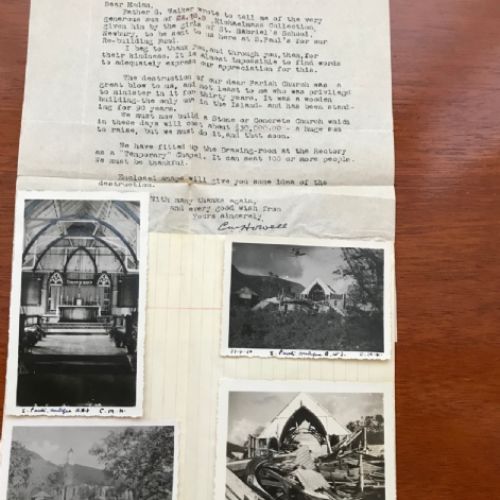 Dear Madam,
Father G. Walker wrote to tell me of the very
generous sum of Michaelmass Collection,
given him by the girls of St. Gabriel's School,
Newbury, to be sent to us here at S.Paul's for our
Re-building Fund.
I beg to thank you, and through you, them, for
their kindness. It is almost impossible to find words
to adequately express our appreciation for this.
The destruction of our dear Parish Church was a
great blow to us, and not least to me who was privileged
to minister in it for thirty years. It was a wooden
building-the only one in the Island- and has been stand-
ing for 90 years.
We must now build a Stone or Concrete Church which
in these days will cost about $30,000.00 - a huge sum
to raise, but we must do it, and that soon.
We have fitted up the Drawing-room at the Rectory
as a "Temporary" Chapel. It can seat 100 or more people.
We must be thankful.
Enclosed snaps will give you some idea of the
destruction.
With many thanks again,
and every good wish from
Yours sincerely
Howell
S. Pauls Antigua B.W.I.
S. Pauls Antigua B.W.I.